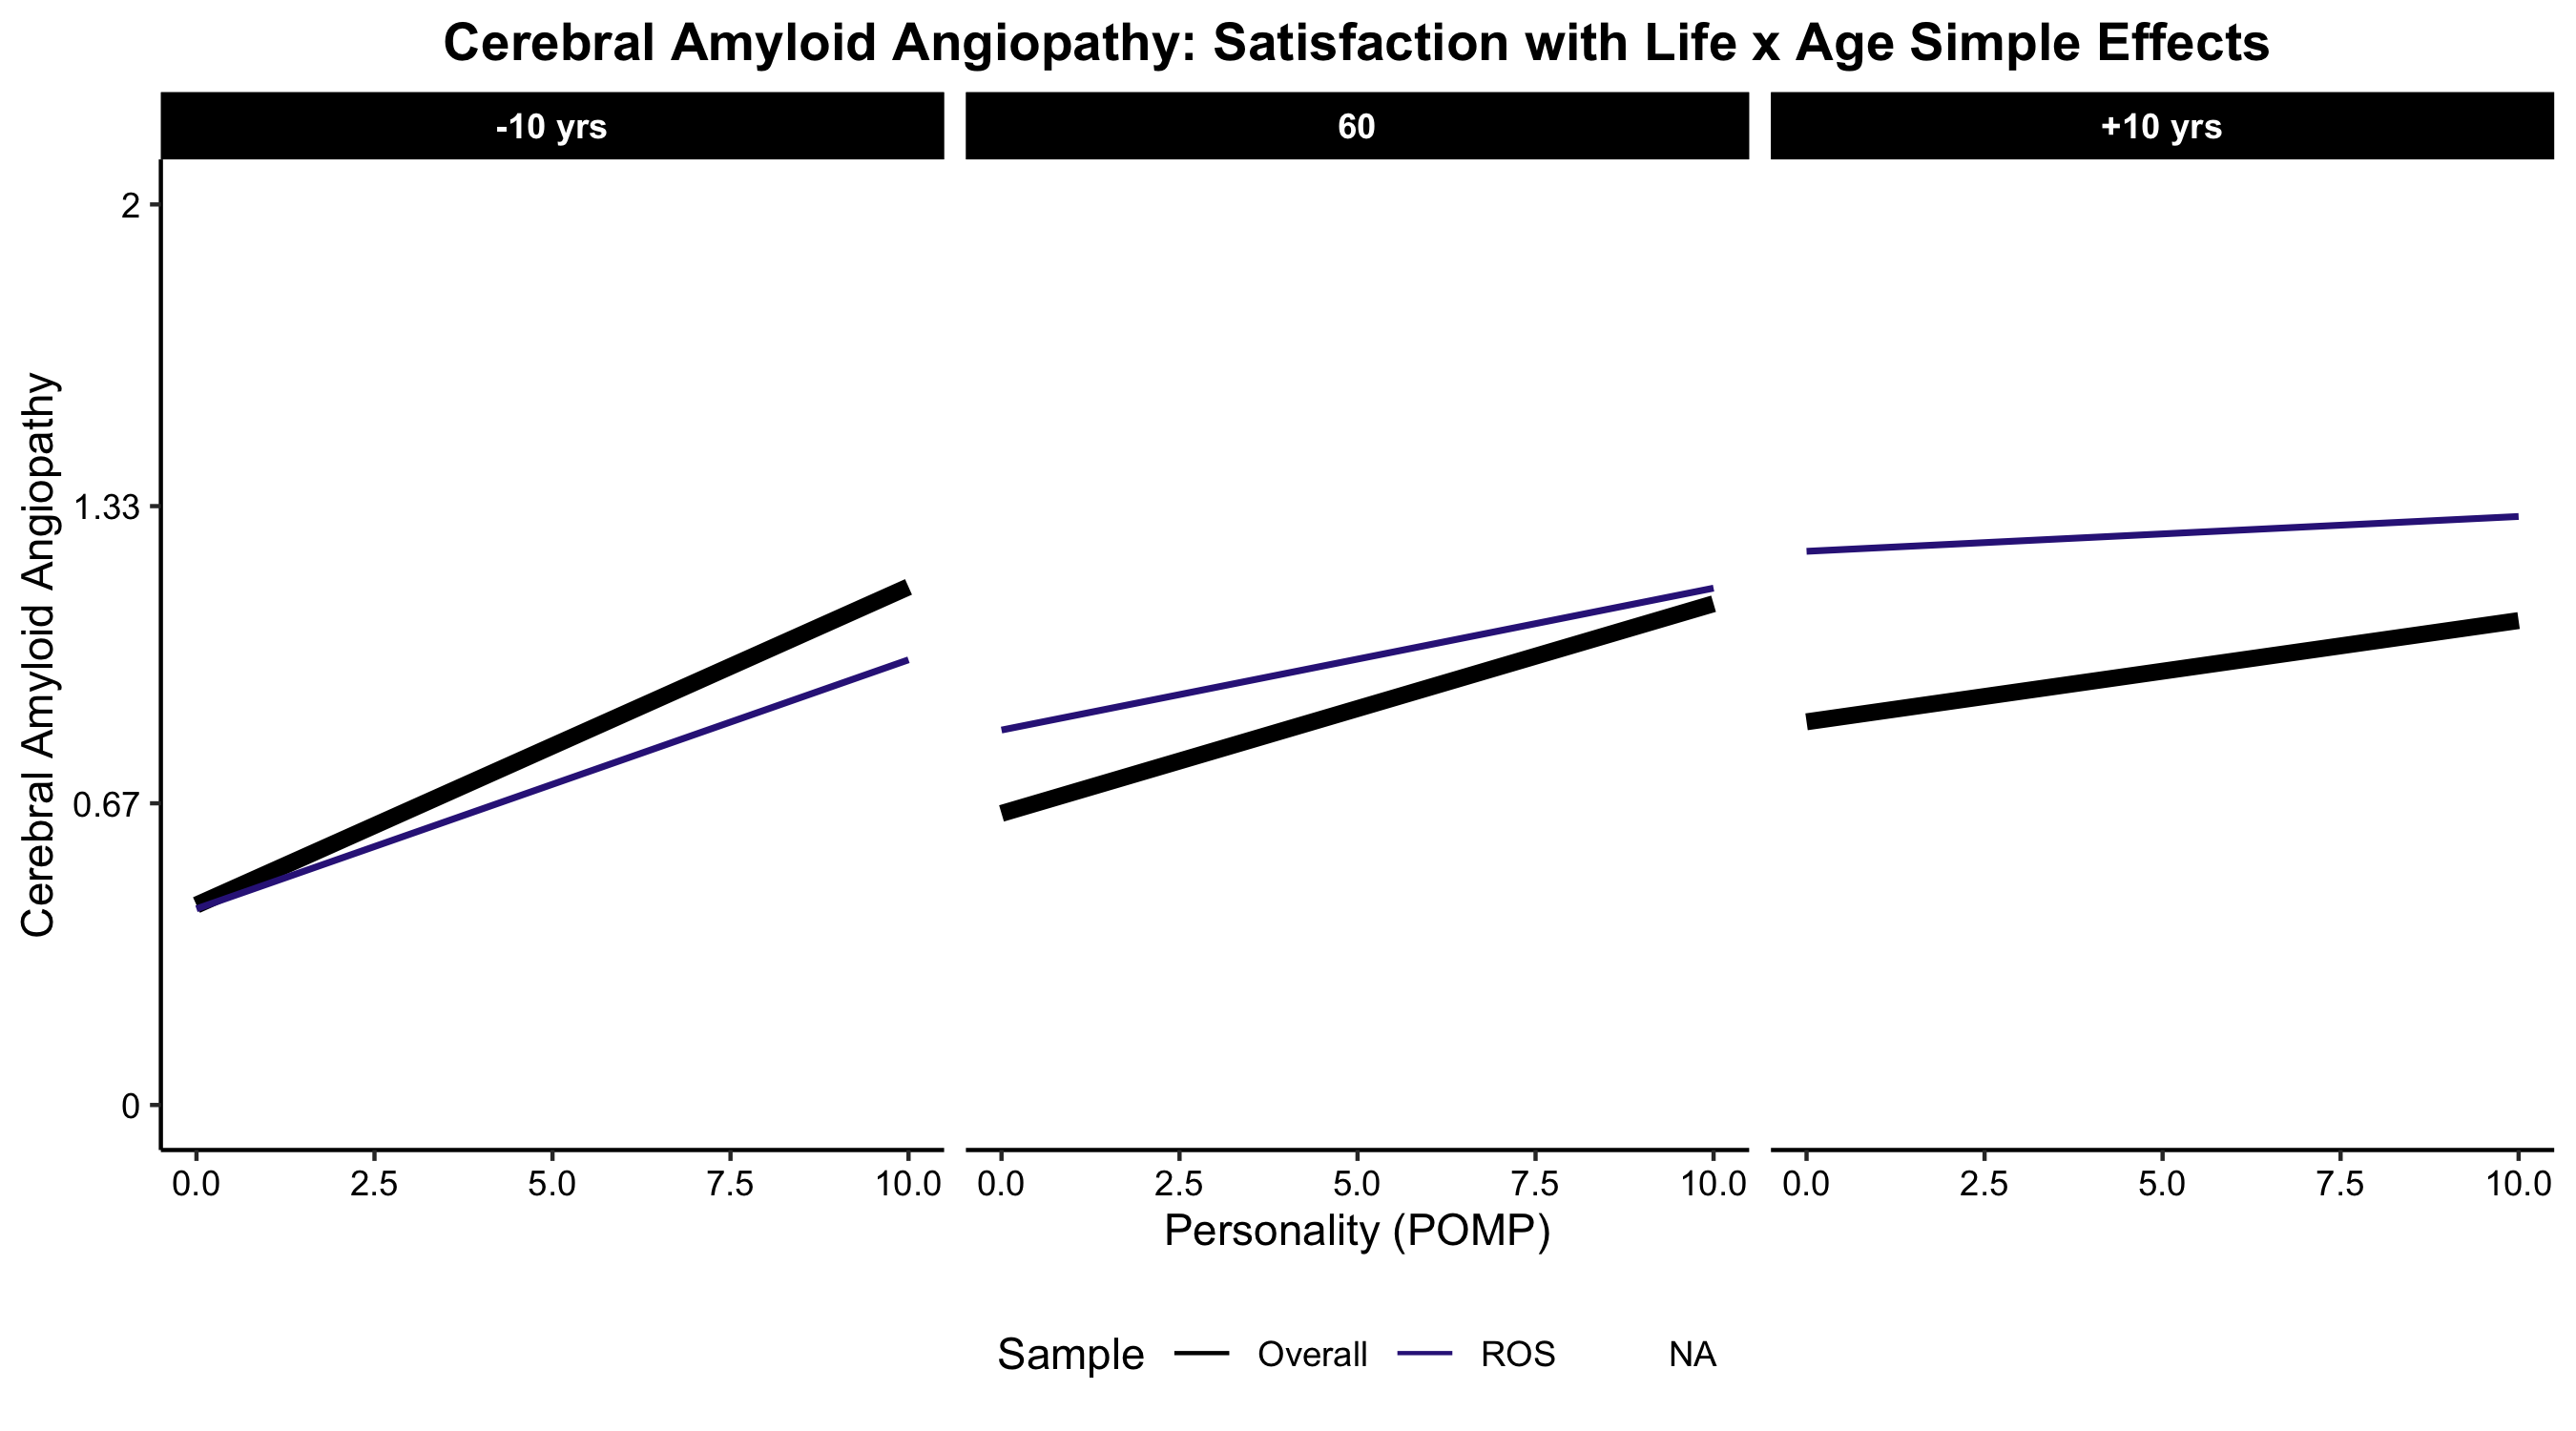 Cerebral Amyloid Angiopathy: Satisfaction with Life x Age Simple Effects
-10 yrs
60
+10 yrs
Cerebral Amyloid Angiopathy
2
1.33
0.67
0
0.0 2.5 5.0 7.5 10.0
0.0 2.5 5.0 7.5 10.0
0.0 2.5 5.0 7.5 10.0
Personality (POMP)
Sample Overall ROS NA